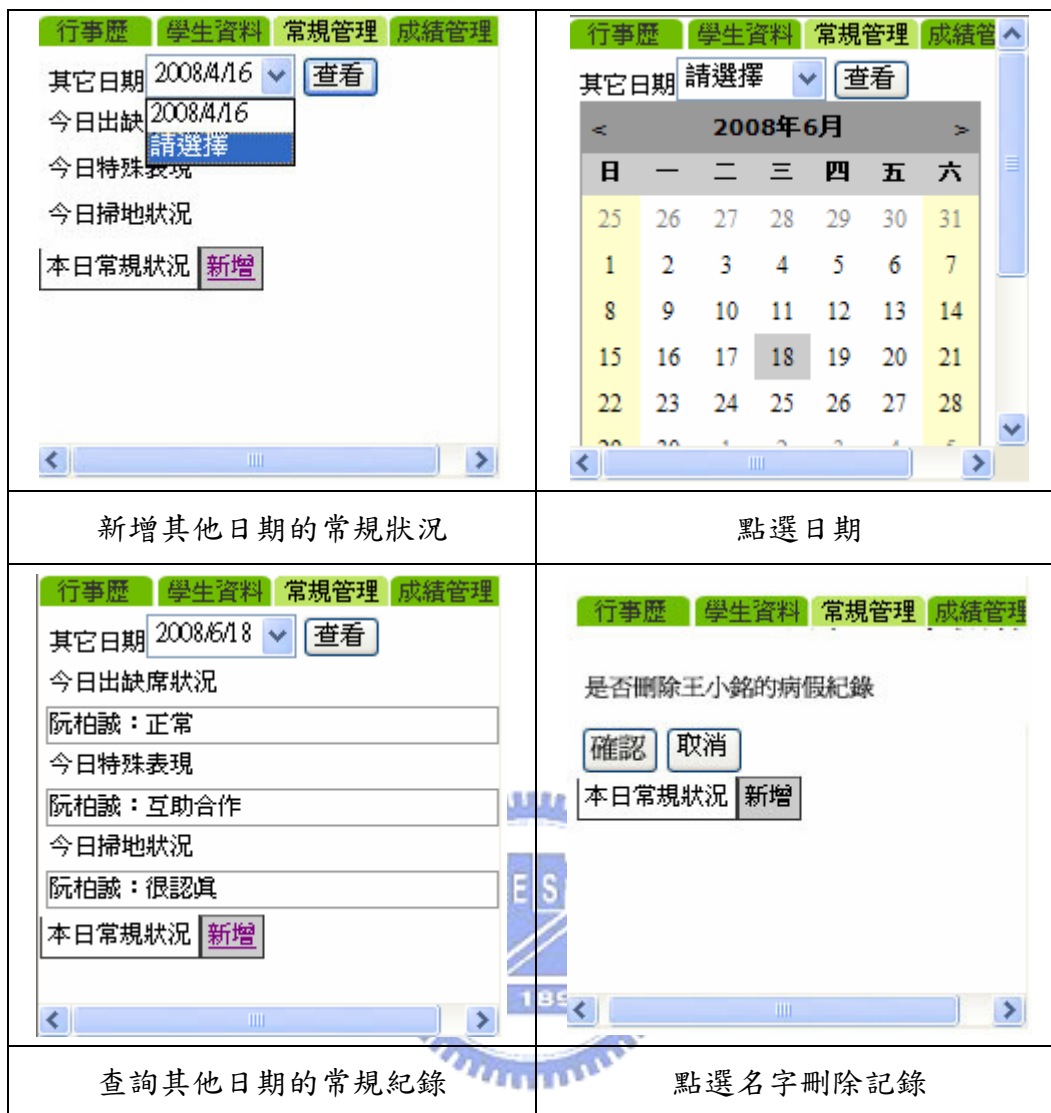 行事歷 學生資料 常規管理 成績管理
其它日期 2008/4/16 查看
2008/4/16
請選擇
今日出缺
今日特殊表現
今日掃地狀況
本日常規狀況 新增
新增其他日期的常規狀況
行事歷 學生資料 常規管理 成績管
其它日期 請選擇 查看
< 2008年6月 >
日 一 二 三 四 五 六
25 26 27 28 29 30 31
1 2 3 4 5 6 7
8 9 10 11 12 13 14
15 16 17 18 19 20 21
22 23 24 25 26 27 28
29 30 1 2 3 4 5
點選日期
行事歷 學生資料 常規管理 成績管理
其它日期 2008/6/18 查看
今日出缺席狀況
阮柏誠：正常
今日特殊表現
阮柏誠：互助合作
今日掃地狀況
阮柏誠：很認真
本日常規狀況 新增
查詢其他日期的常規紀錄
行事歷 學生資料 常規管理 成績管理
是否刪除王小銘的病假紀錄
確認 取消
本日常規狀況 新增
點選名字刪除記錄
E S
189